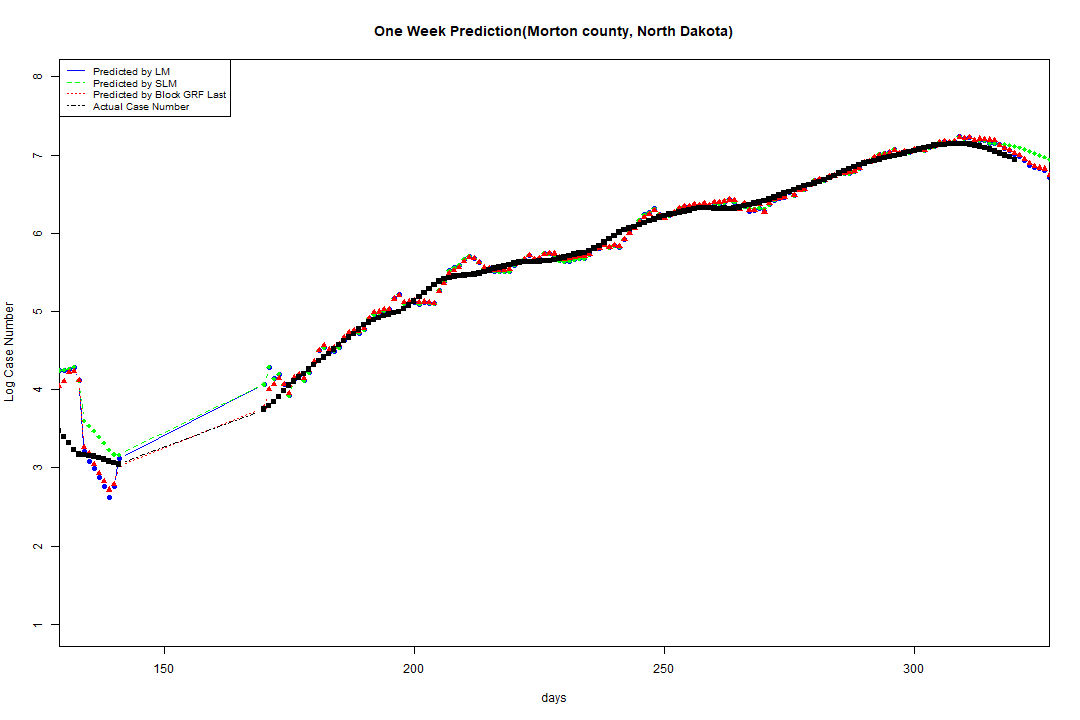 One Week Prediction(Morton county, North Dakota)
Predicted by LM
Predicted by SLM
Predicted by Block GRF Last
Actual Case Number
8
7
6
5
4
3
2
1
Log Case Number
150 200 250 300
days